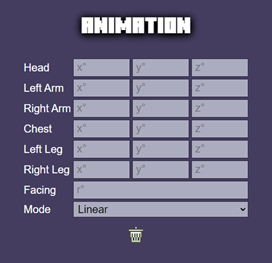 ANIMATION
Head x° y° z°
Left Arm x° y° z°
Right Arm x° y° z°
Chest x° y° z°
Left Leg x° y° z°
Right Leg x° y° z°
Facing r°
Mode Linear